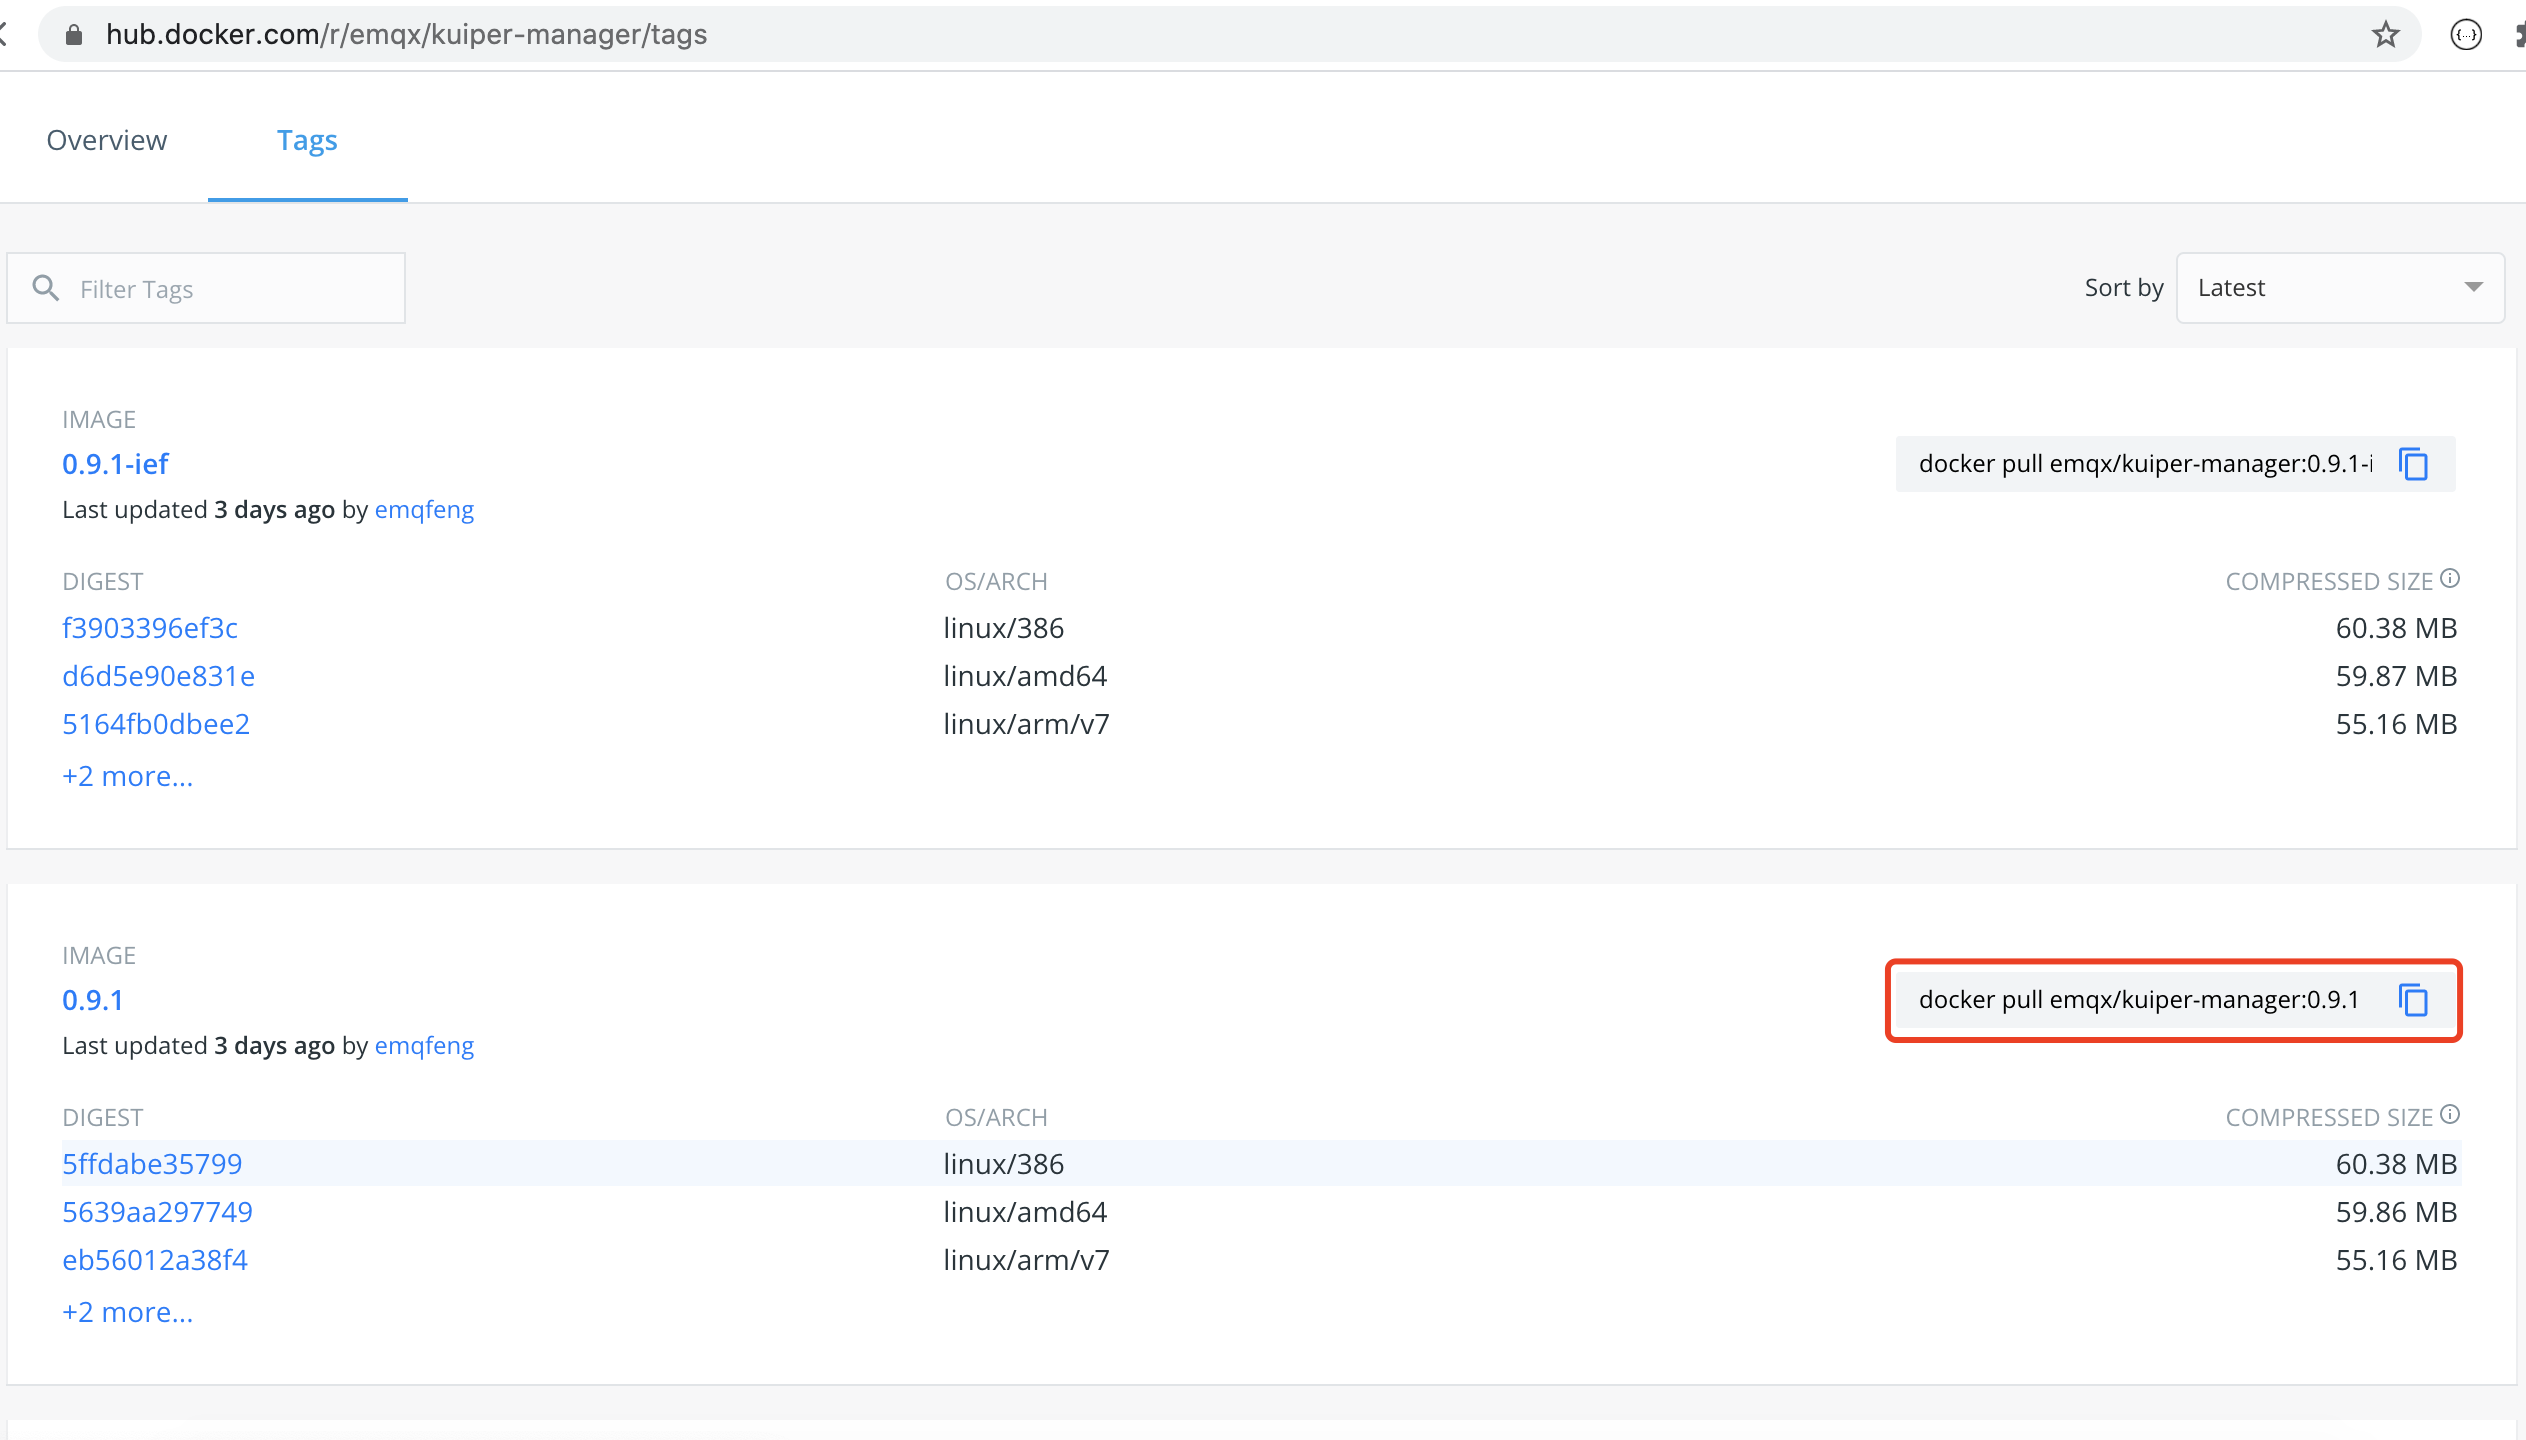 hub.docker.com/r/emqx/kuiper-manager/tags
Overview
Tags
Filter Tags
Sort by
Latest
IMAGE
0.9.1-ief
docker pull emqx/kuiper-manager:0.9.1-i
Last updated 3 days ago by emqfeng
DIGEST OS/ARCH COMPRESSED SIZE
f3903396ef3c linux/386 60.38 MB
d6d5e90e831e linux/amd64 59.87 MB
5164fb0dbee2 linux/arm/v7 55.16 MB
+2 more...
IMAGE
0.9.1
docker pull emqx/kuiper-manager:0.9.1
Last updated 3 days ago by emqfeng
DIGEST OS/ARCH COMPRESSED SIZE
5ffdabe35799 linux/386 60.38 MB
5639aa297749 linux/amd64 59.86 MB
eb56012a38f4 linux/arm/v7 55.16 MB
+2 more...